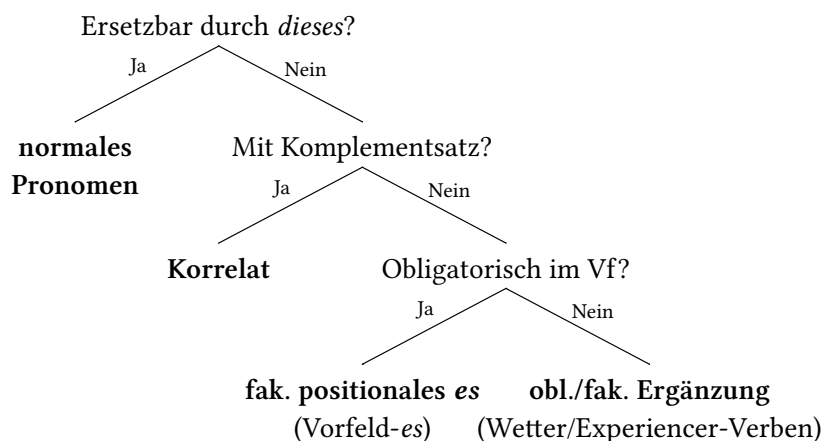 Ersetzbar durch dieses?
Ja
Nein
normales
Pronomen
Mit Komplementsatz?
Ja
Nein
Korrelat
Obligatorisch im Vf?
Ja
Nein
fak. positionales es
(Vorfeld-es)
obl./fak. Ergänzung
(Wetter/Experiencer-Verben)